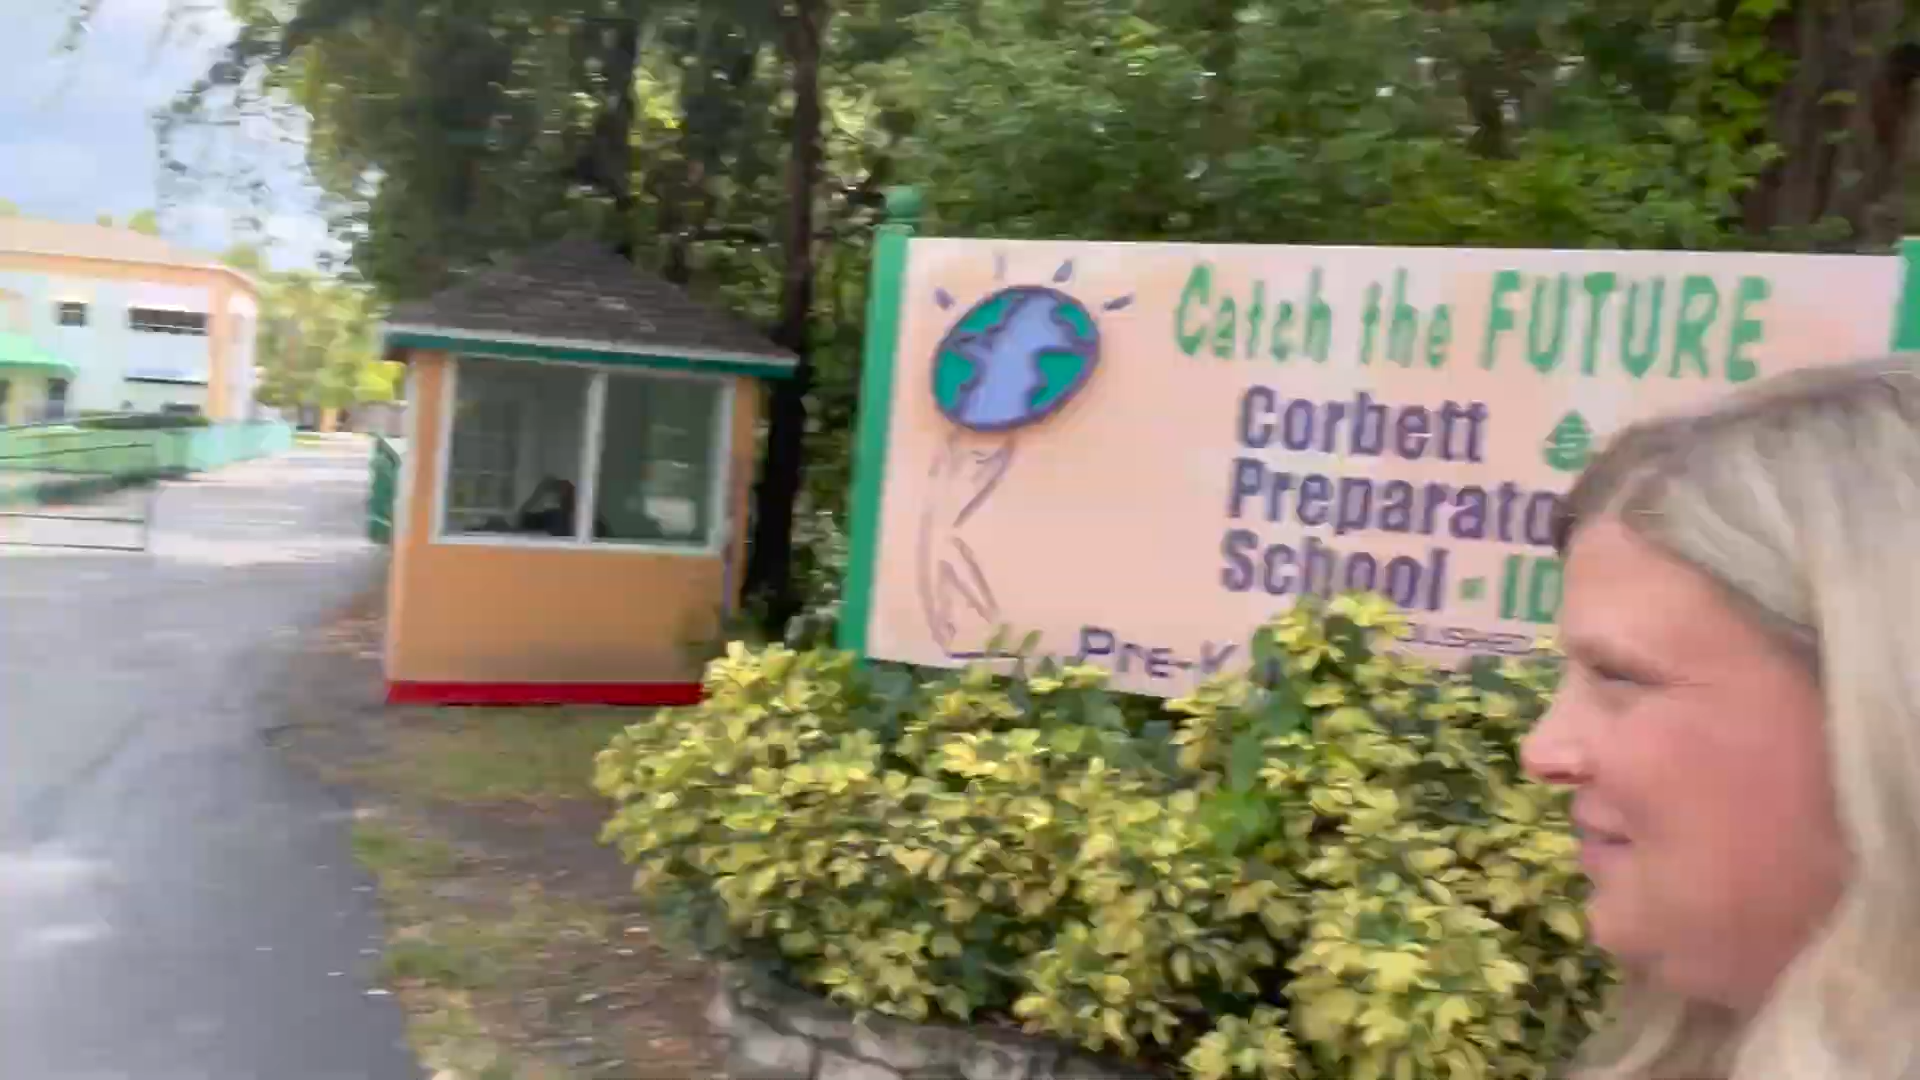 Catch the FUTURE
Corbett
Preparato
School - ID
Pre-K